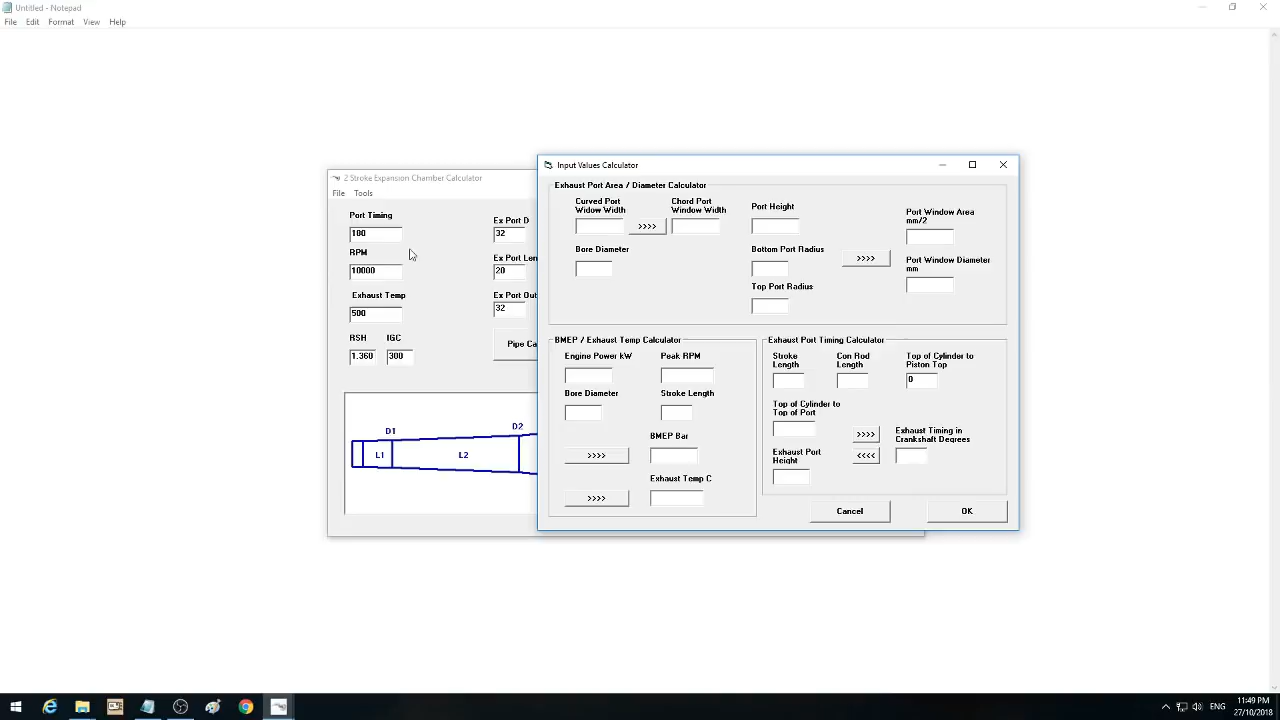 Untitled - Notepad
File Edit Format View Help
2 Stroke Expansion Chamber Calculator
File Tools
Port Timing
180
RPM
10000
Exhaust Temp
500
RSH IGC
1.360 300
Ex Port D
32
Ex Port Len
20
Ex Port Out
32
Pipe Ca
D1 D2
L1 L2
Input Values Calculator
Exhaust Port Area / Diameter Calculator
Curved Port
Widow Width
>>>>
Chord Port
Window Width
Bore Diameter
Port Height
Bottom Port Radius
Top Port Radius
>>>>
Port Window Area
mm/2
Port Window Diameter
mm
BMEP / Exhaust Temp Calculator
Engine Power kW Peak RPM
Bore Diameter Stroke Length
BMEP Bar
>>>>
Exhaust Temp C
>>>>
Exhaust Port Timing Calculator
Stroke
Length
Con Rod
Length
Top of Cylinder to
Piston Top
0
Top of Cylinder to
Top of Port
>>>>
Exhaust Port
Height
<<<<
Exhaust Timing in
Crankshaft Degrees
Cancel OK
ENG
11:49 PM
27/10/2018